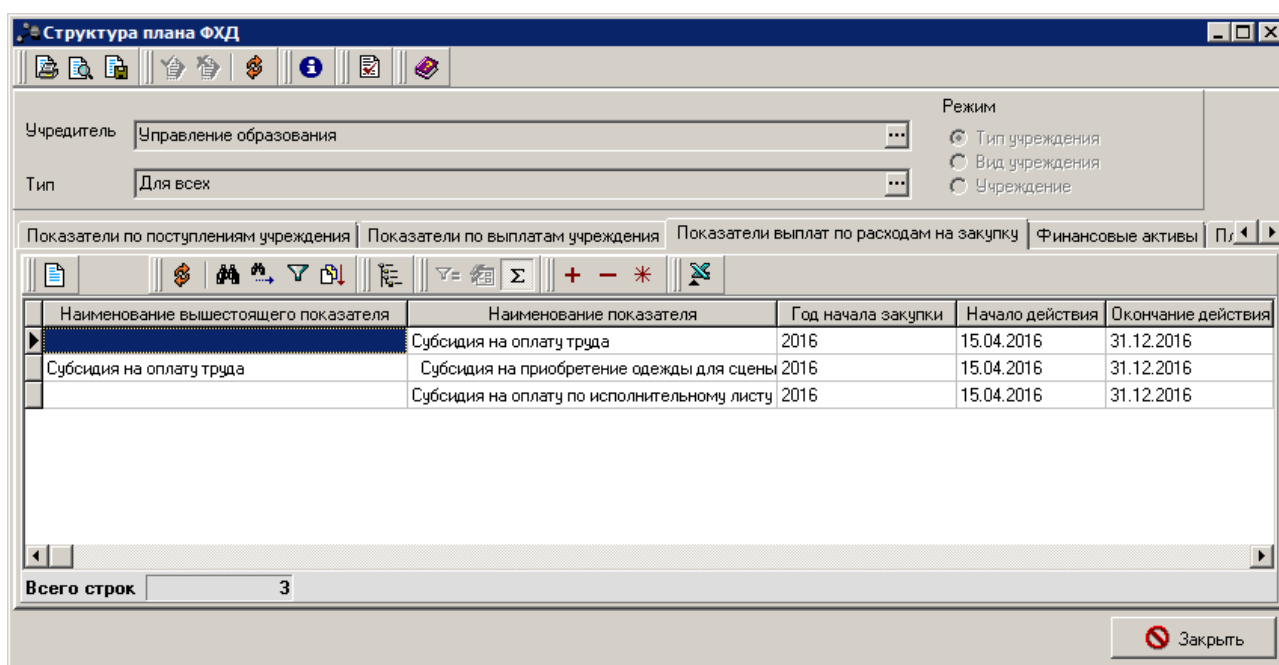 Структура плана ФХД
Режим
Учредитель Управление образования
Тип учреждения
Вид учреждения
Тип Для всех
Учреждение
Показатели по поступлениям учреждения Показатели по выплатам учреждения Показатели выплат по расходам на закупку Финансовые активы
Σ
Наименование вышестоящего показателя Наименование показателя Год начала закупки Начало действия Окончание действия
Субсидия на оплату труда 2016 15.04.2016 31.12.2016
Субсидия на оплату труда Субсидия на приобретение одежды для сцены 2016 15.04.2016 31.12.2016
Субсидия на оплату по исполнительному листу 2016 15.04.2016 31.12.2016
Всего строк 3
Закрыть